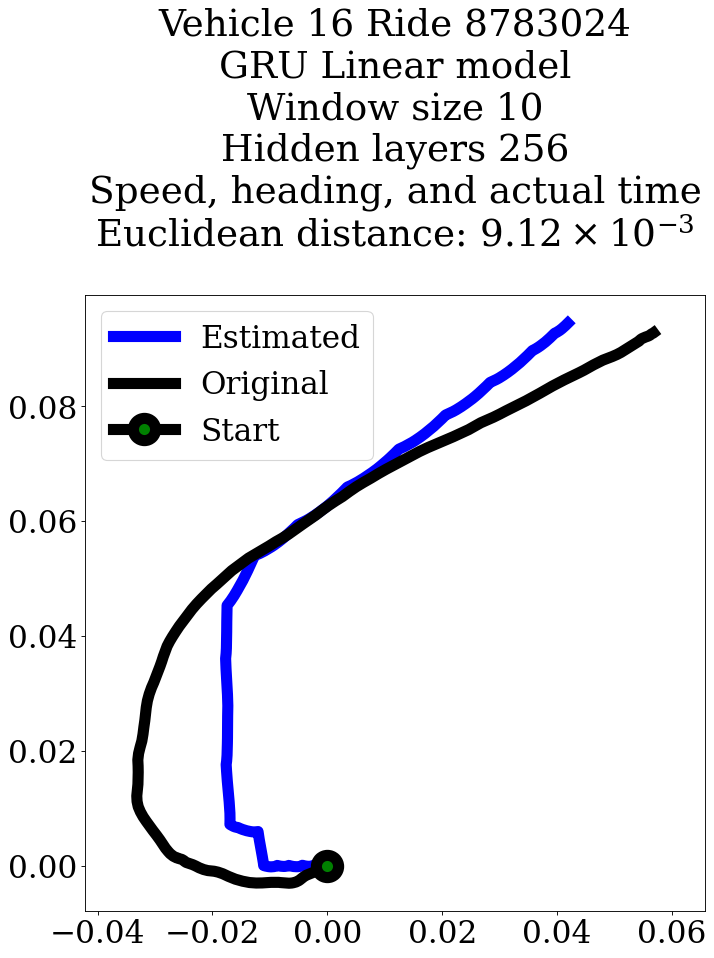 Vehicle 16 Ride 8783024
GRU Linear model
Window size 10
Hidden layers 256
Speed, heading, and actual time
Euclidean distance: 9.12 × 10⁻³
Estimated
Original
Start
0.08
0.06
0.04
0.02
0.00
−0.04 −0.02 0.00 0.02 0.04 0.06